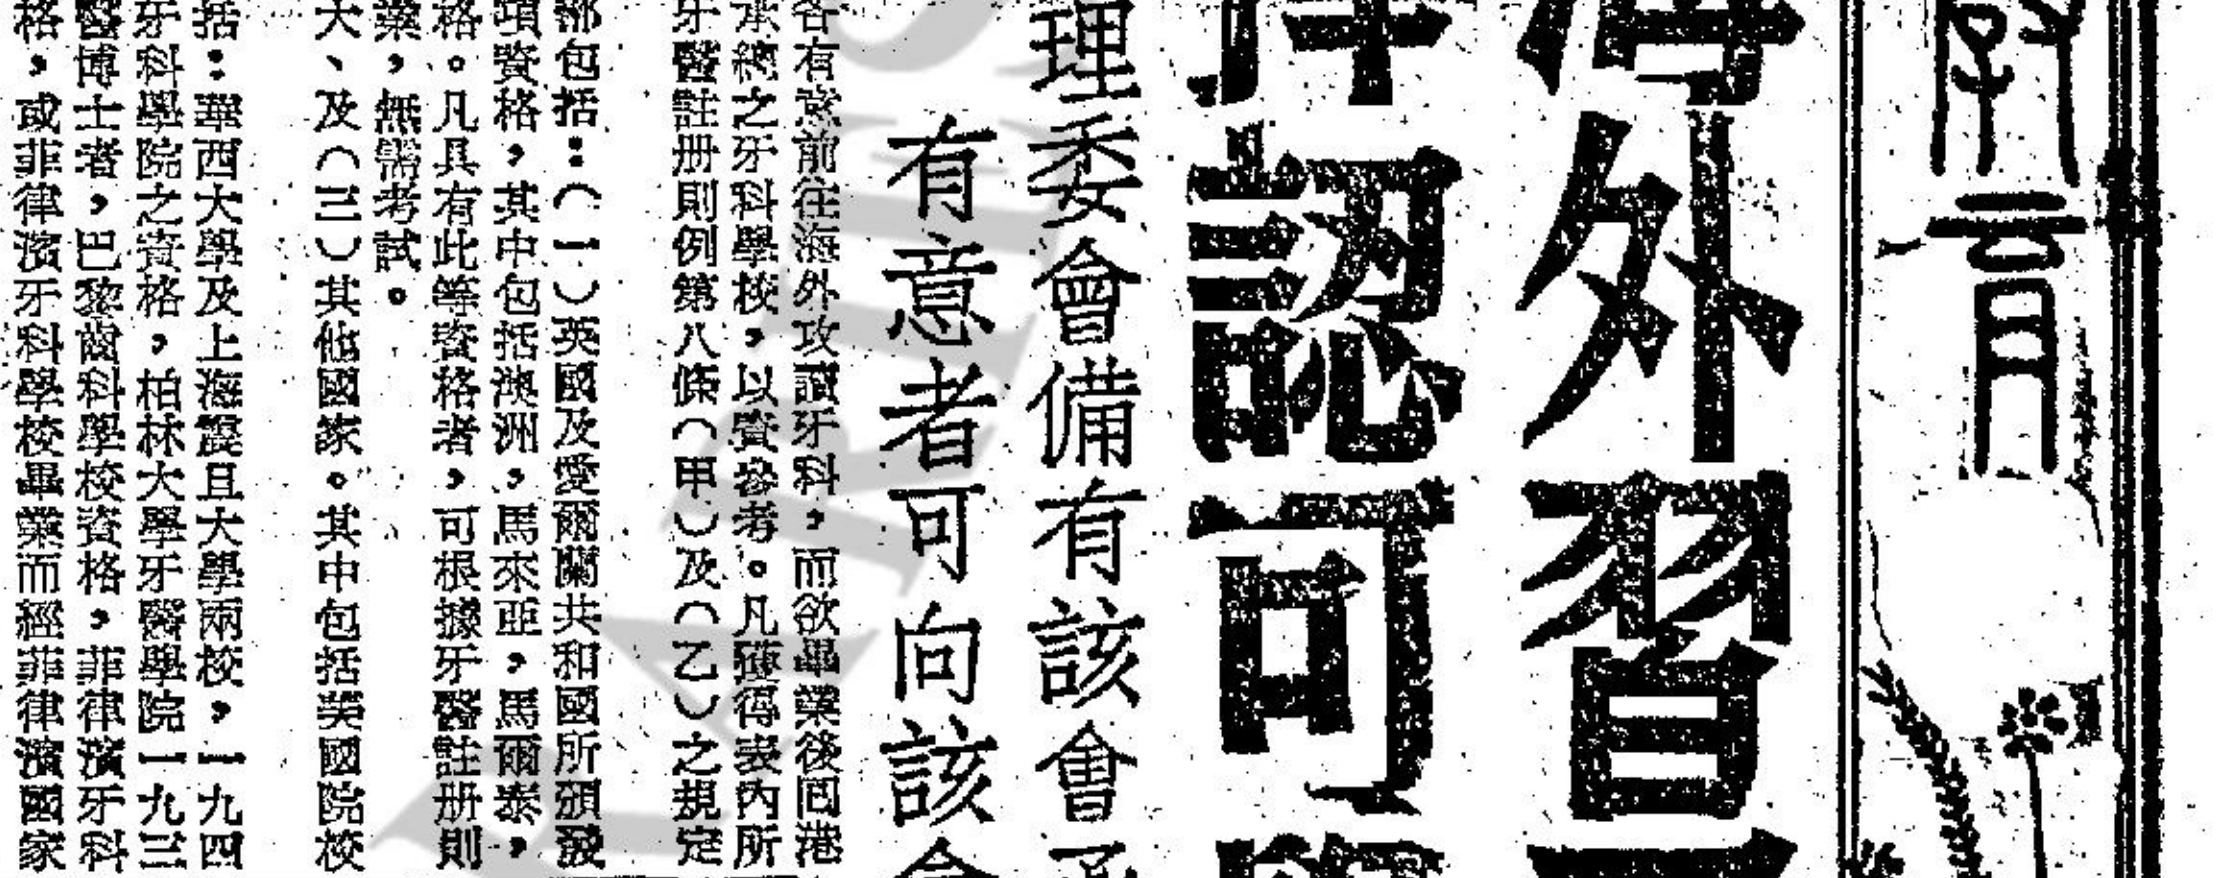 教育
海外習牙
認可
理委會備有該會承
有意者可向該會
各有意前往海外攻讀牙科，而欲畢業後回港
承總之牙科學校，以資參考。凡獲得表內所
牙醫註册則例第八條（甲）及（乙）之規定
部包括：（一）英國及愛爾蘭共和國所頒發
項資格，其中包括澳洲，馬來亞，馬爾泰，
格。凡具有此等資格者，可根據牙醫註册則
業，無需考試。
大、及（三）其他國家。其中包括美國院校
括：華西大學及上海震旦大學兩校，一九四
牙科學院之資格，柏林大學牙醫學院一九三
醫博士者，巴黎齒科學校資格，菲律濱牙科
格，或菲律濱牙科學校畢業而經菲律濱國家